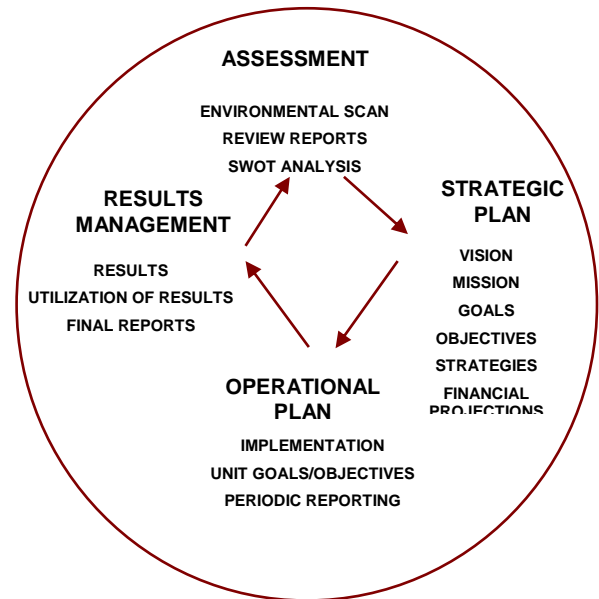 ASSESSMENT
ENVIRONMENTAL SCAN
REVIEW REPORTS
SWOT ANALYSIS
STRATEGIC
PLAN
VISION
MISSION
GOALS
OBJECTIVES
STRATEGIES
FINANCIAL
PROJECTIONS
OPERATIONAL
PLAN
IMPLEMENTATION
UNIT GOALS/OBJECTIVES
PERIODIC REPORTING
RESULTS
MANAGEMENT
RESULTS
UTILIZATION OF RESULTS
FINAL REPORTS